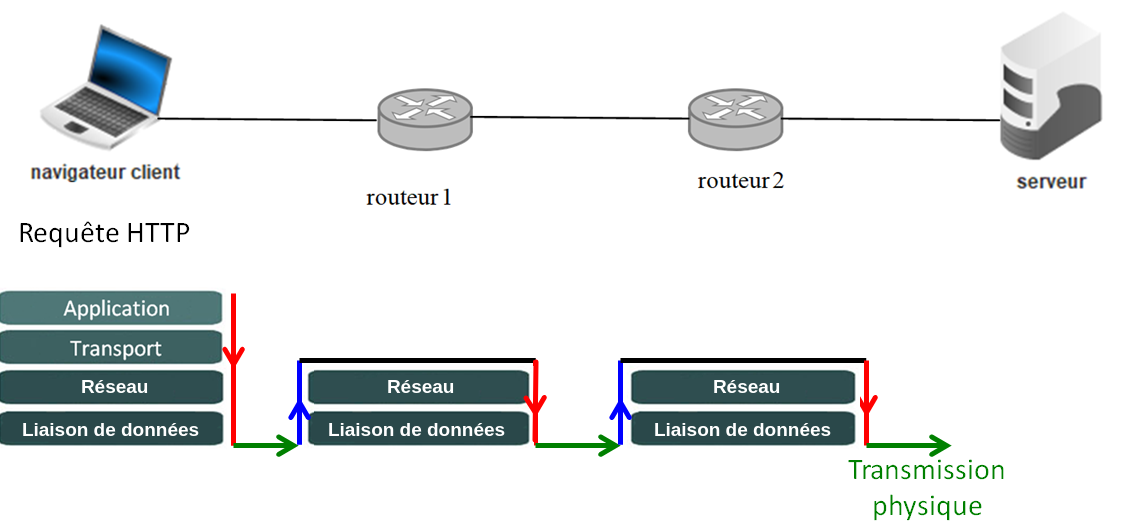 navigateur client
routeur 1
routeur 2
serveur
Requête HTTP
Application
Transport
Réseau
Liaison de données
Réseau
Liaison de données
Réseau
Liaison de données
Transmission
physique